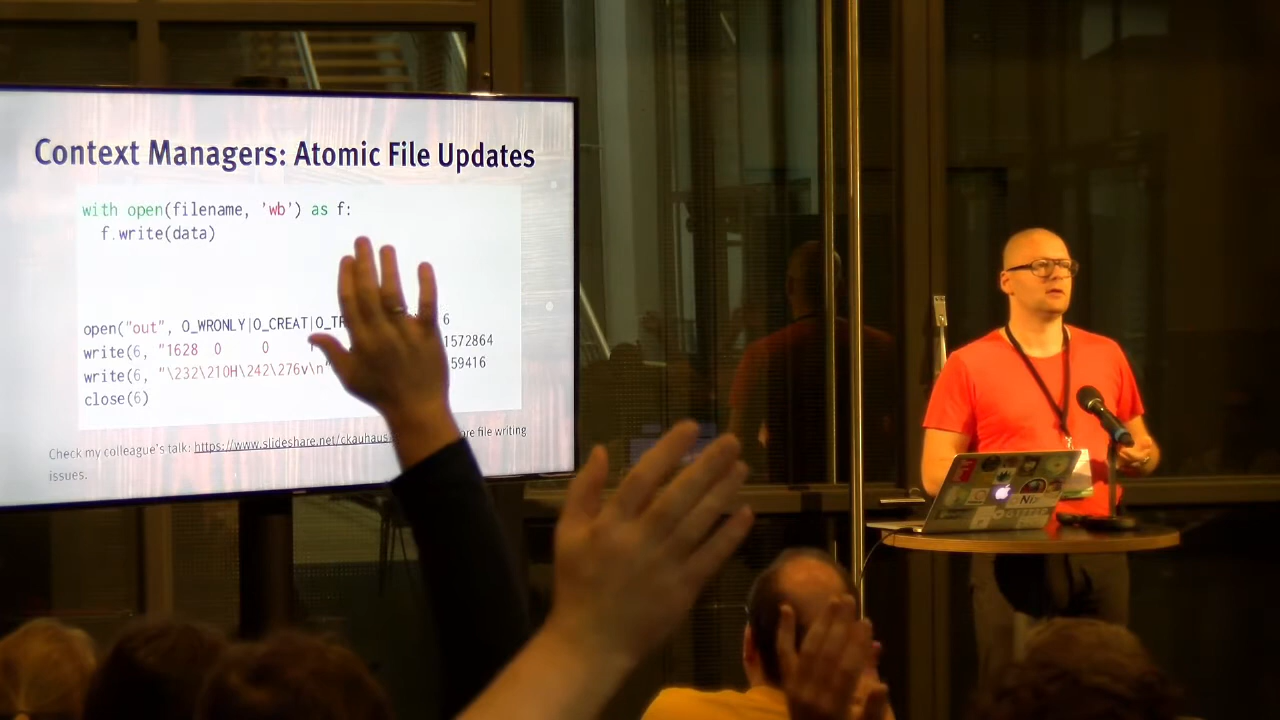 Context Managers: Atomic File Updates
with open(filename, 'wb') as f:
f.write(data)
open("out", O_WRONLY|O_CREAT|O_TR 6
write(6, "1628 0 0 1572864
write(6, "\232\210H\242\276v\n" 59416
close(6)
Check my colleague's talk: https://www.slideshare.net/ckauhaus file writing
issues.